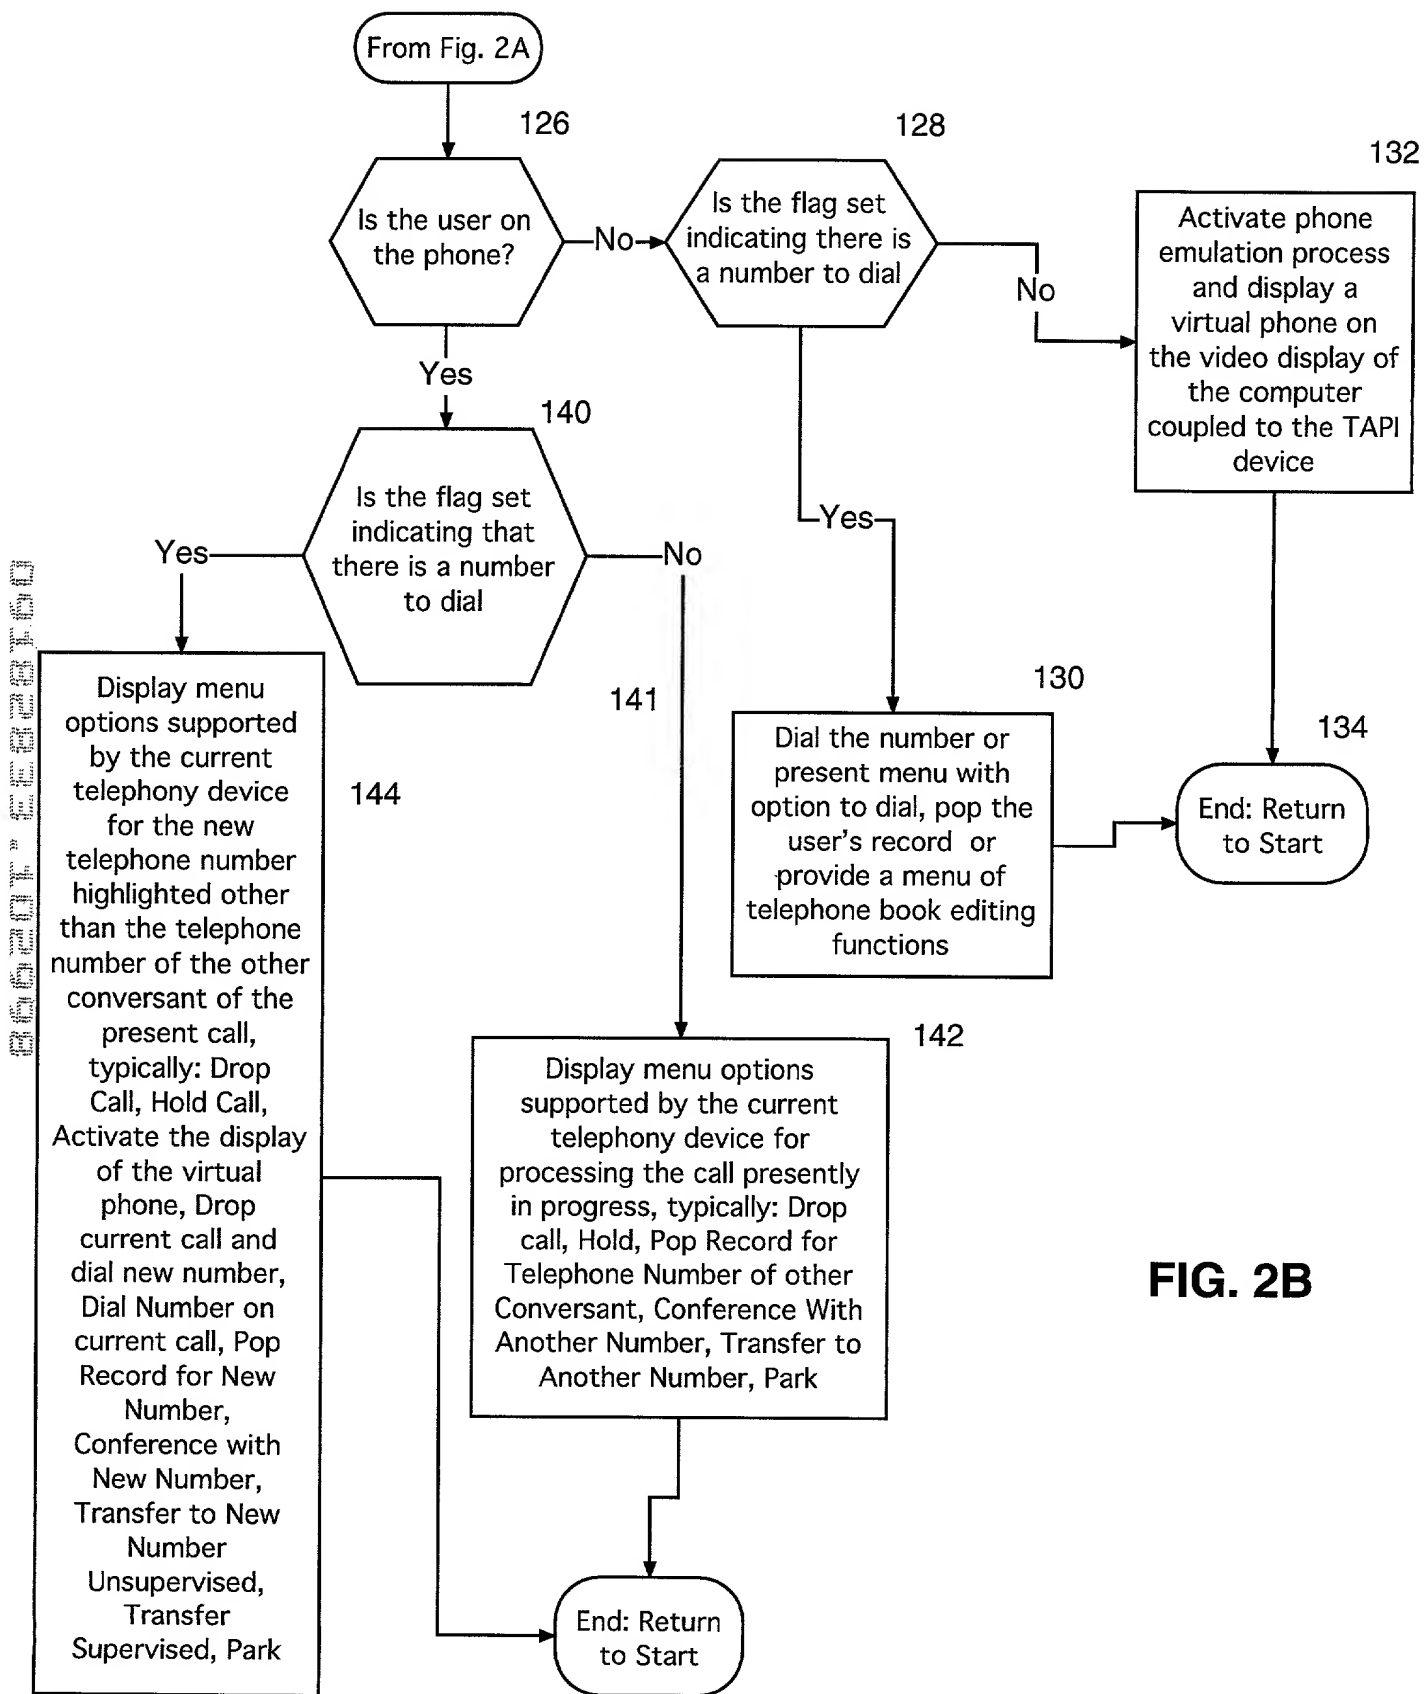 From Fig. 2A
126
128
132
Is the user on
the phone?
No
Is the flag set
indicating there is
a number to dial
No
Activate phone
emulation process
and display a
virtual phone on
the video display of
the computer
coupled to the TAPI
device
Yes
140
Is the flag set
indicating that
there is a number
to dial
Yes
No
Yes
141
130
Dial the number or
present menu with
option to dial, pop the
user's record or
provide a menu of
telephone book editing
functions
134
End: Return
to Start
144
Display menu
options supported
by the current
telephony device
for the new
telephone number
highlighted other
than the telephone
number of the other
conversant of the
present call,
typically: Drop
Call, Hold Call,
Activate the display
of the virtual
phone, Drop
current call and
dial new number,
Dial Number on
current call, Pop
Record for New
Number,
Conference with
New Number,
Transfer to New
Number
Unsupervised,
Transfer
Supervised, Park
142
Display menu options
supported by the current
telephony device for
processing the call presently
in progress, typically: Drop
call, Hold, Pop Record for
Telephone Number of other
Conversant, Conference With
Another Number, Transfer to
Another Number, Park
End: Return
to Start
FIG. 2B